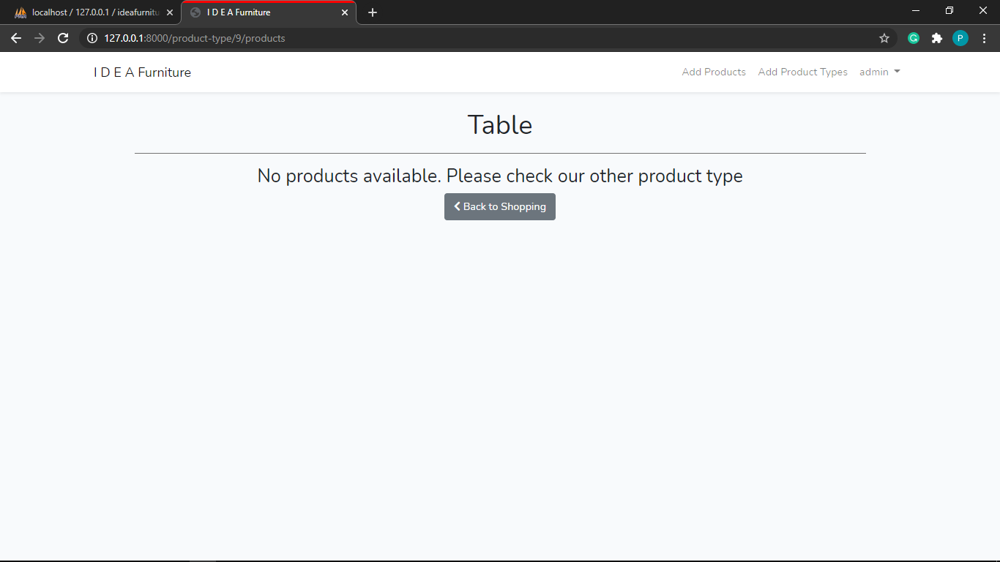 localhost / 127.0.0.1 / ideafurnitu
I D E A Furniture
127.0.0.1:8000/product-type/9/products
P
I D E A Furniture
Add Products
Add Product Types
admin
Table
No products available. Please check our other product type
Back to Shopping